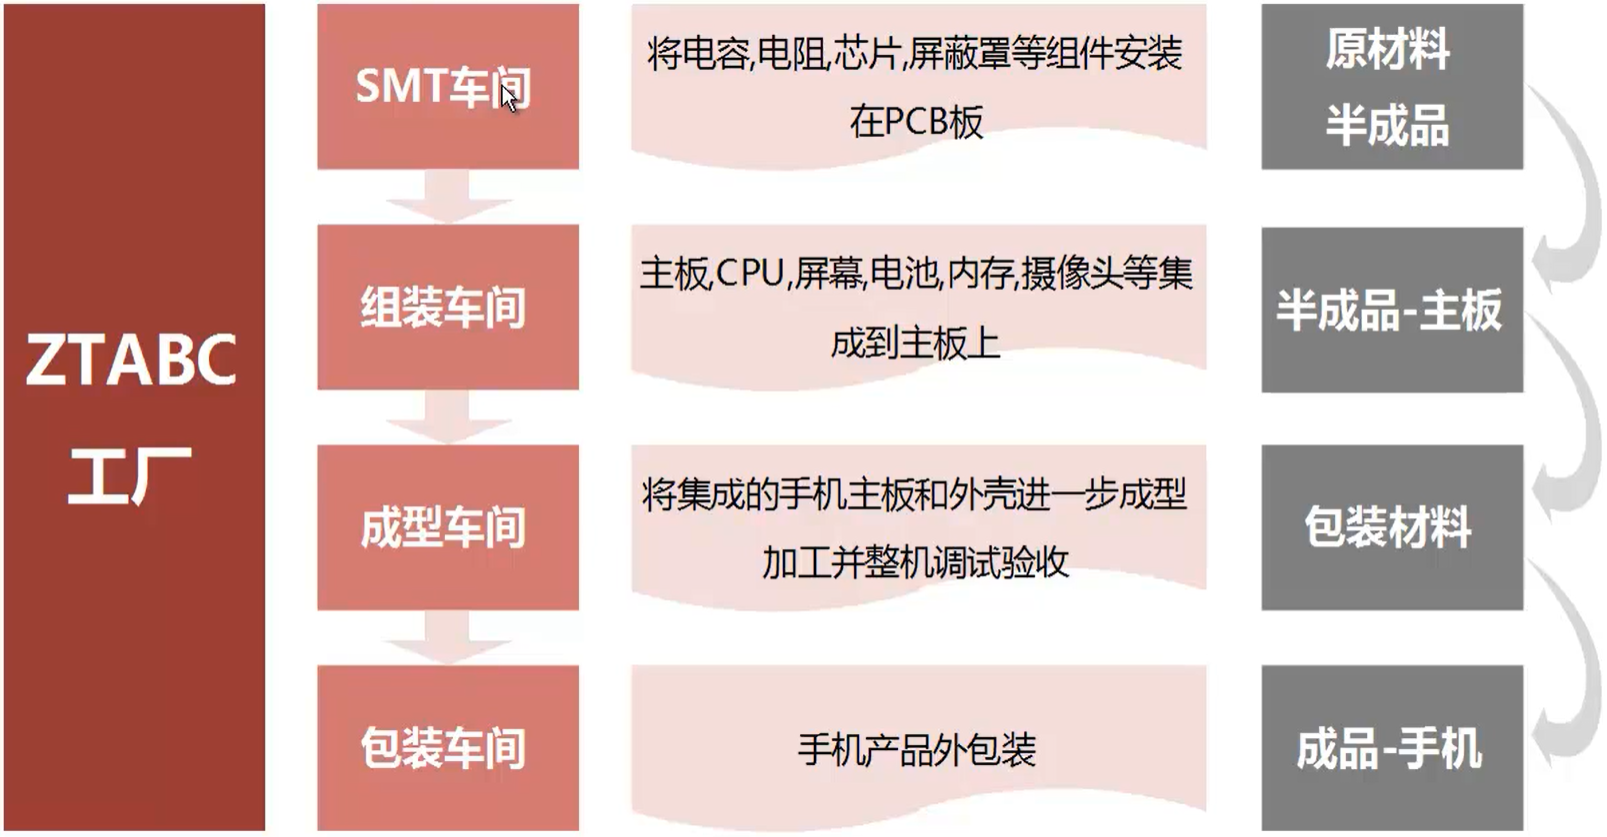 ZTABC
工厂
SMT车间
将电容,电阻,芯片,屏蔽罩等组件安装
在PCB板
原材料
半成品
组装车间
主板,CPU,屏幕,电池,内存,摄像头等集
成到主板上
半成品-主板
成型车间
将集成的手机主板和外壳进一步成型
加工并整机调试验收
包装材料
包装车间
手机产品外包装
成品-手机